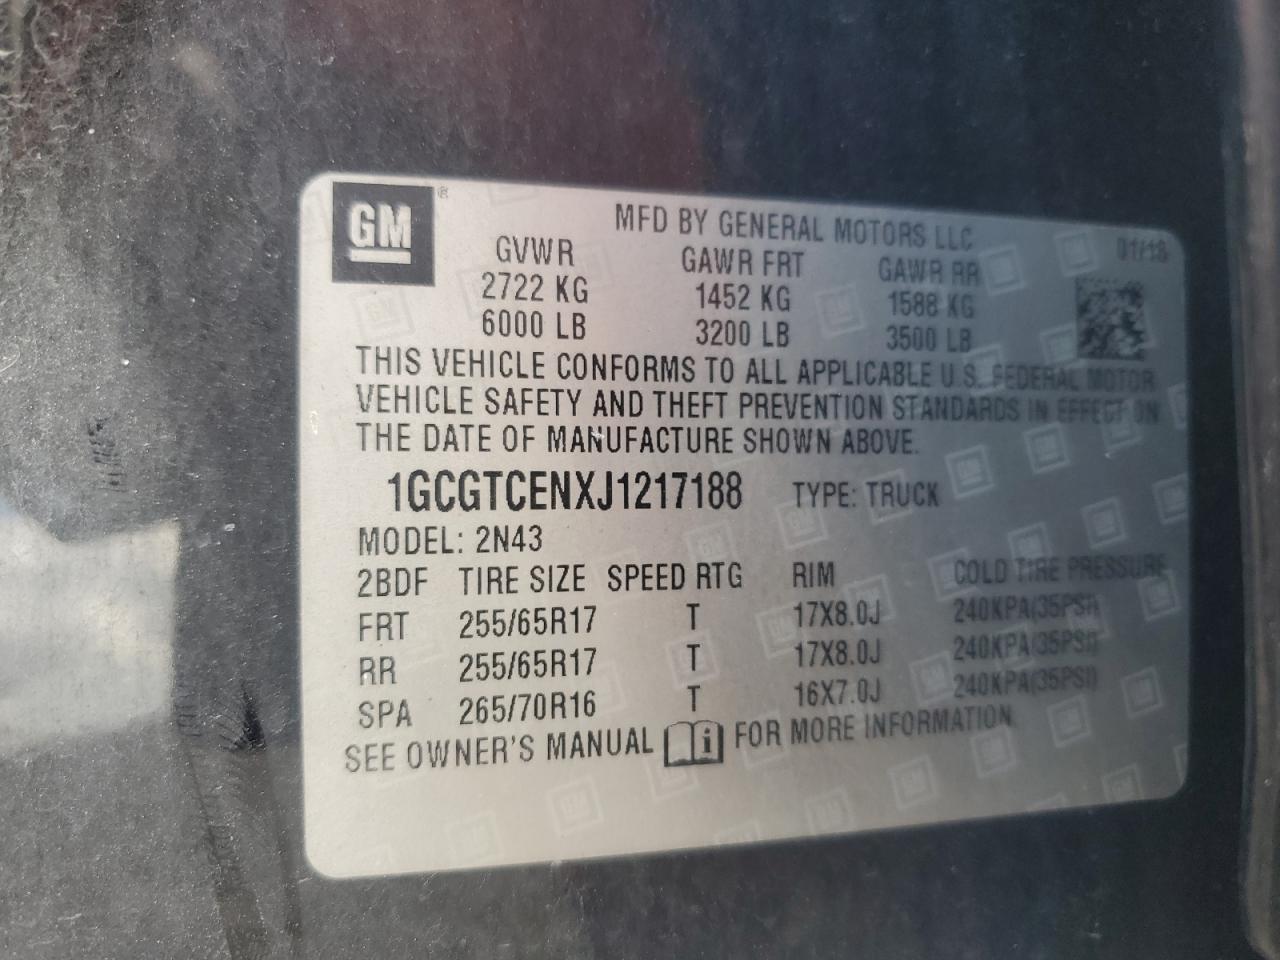 GM ®
MFD BY GENERAL MOTORS LLC
01/18
GVWR GAWR FRT GAWR RR
2722 KG 1452 KG 1588 KG
6000 LB 3200 LB 3500 LB
THIS VEHICLE CONFORMS TO ALL APPLICABLE U.S. FEDERAL MOTOR
VEHICLE SAFETY AND THEFT PREVENTION STANDARDS IN EFFECT ON
THE DATE OF MANUFACTURE SHOWN ABOVE.
1GCGTCENXJ1217188 TYPE: TRUCK
MODEL: 2N43
2BDF TIRE SIZE SPEED RTG RIM COLD TIRE PRESSURE
FRT 255/65R17 T 17X8.0J 240KPA(35PSI)
RR 255/65R17 T 17X8.0J 240KPA(35PSI)
SPA 265/70R16 T 16X7.0J 240KPA(35PSI)
SEE OWNER'S MANUAL i FOR MORE INFORMATION